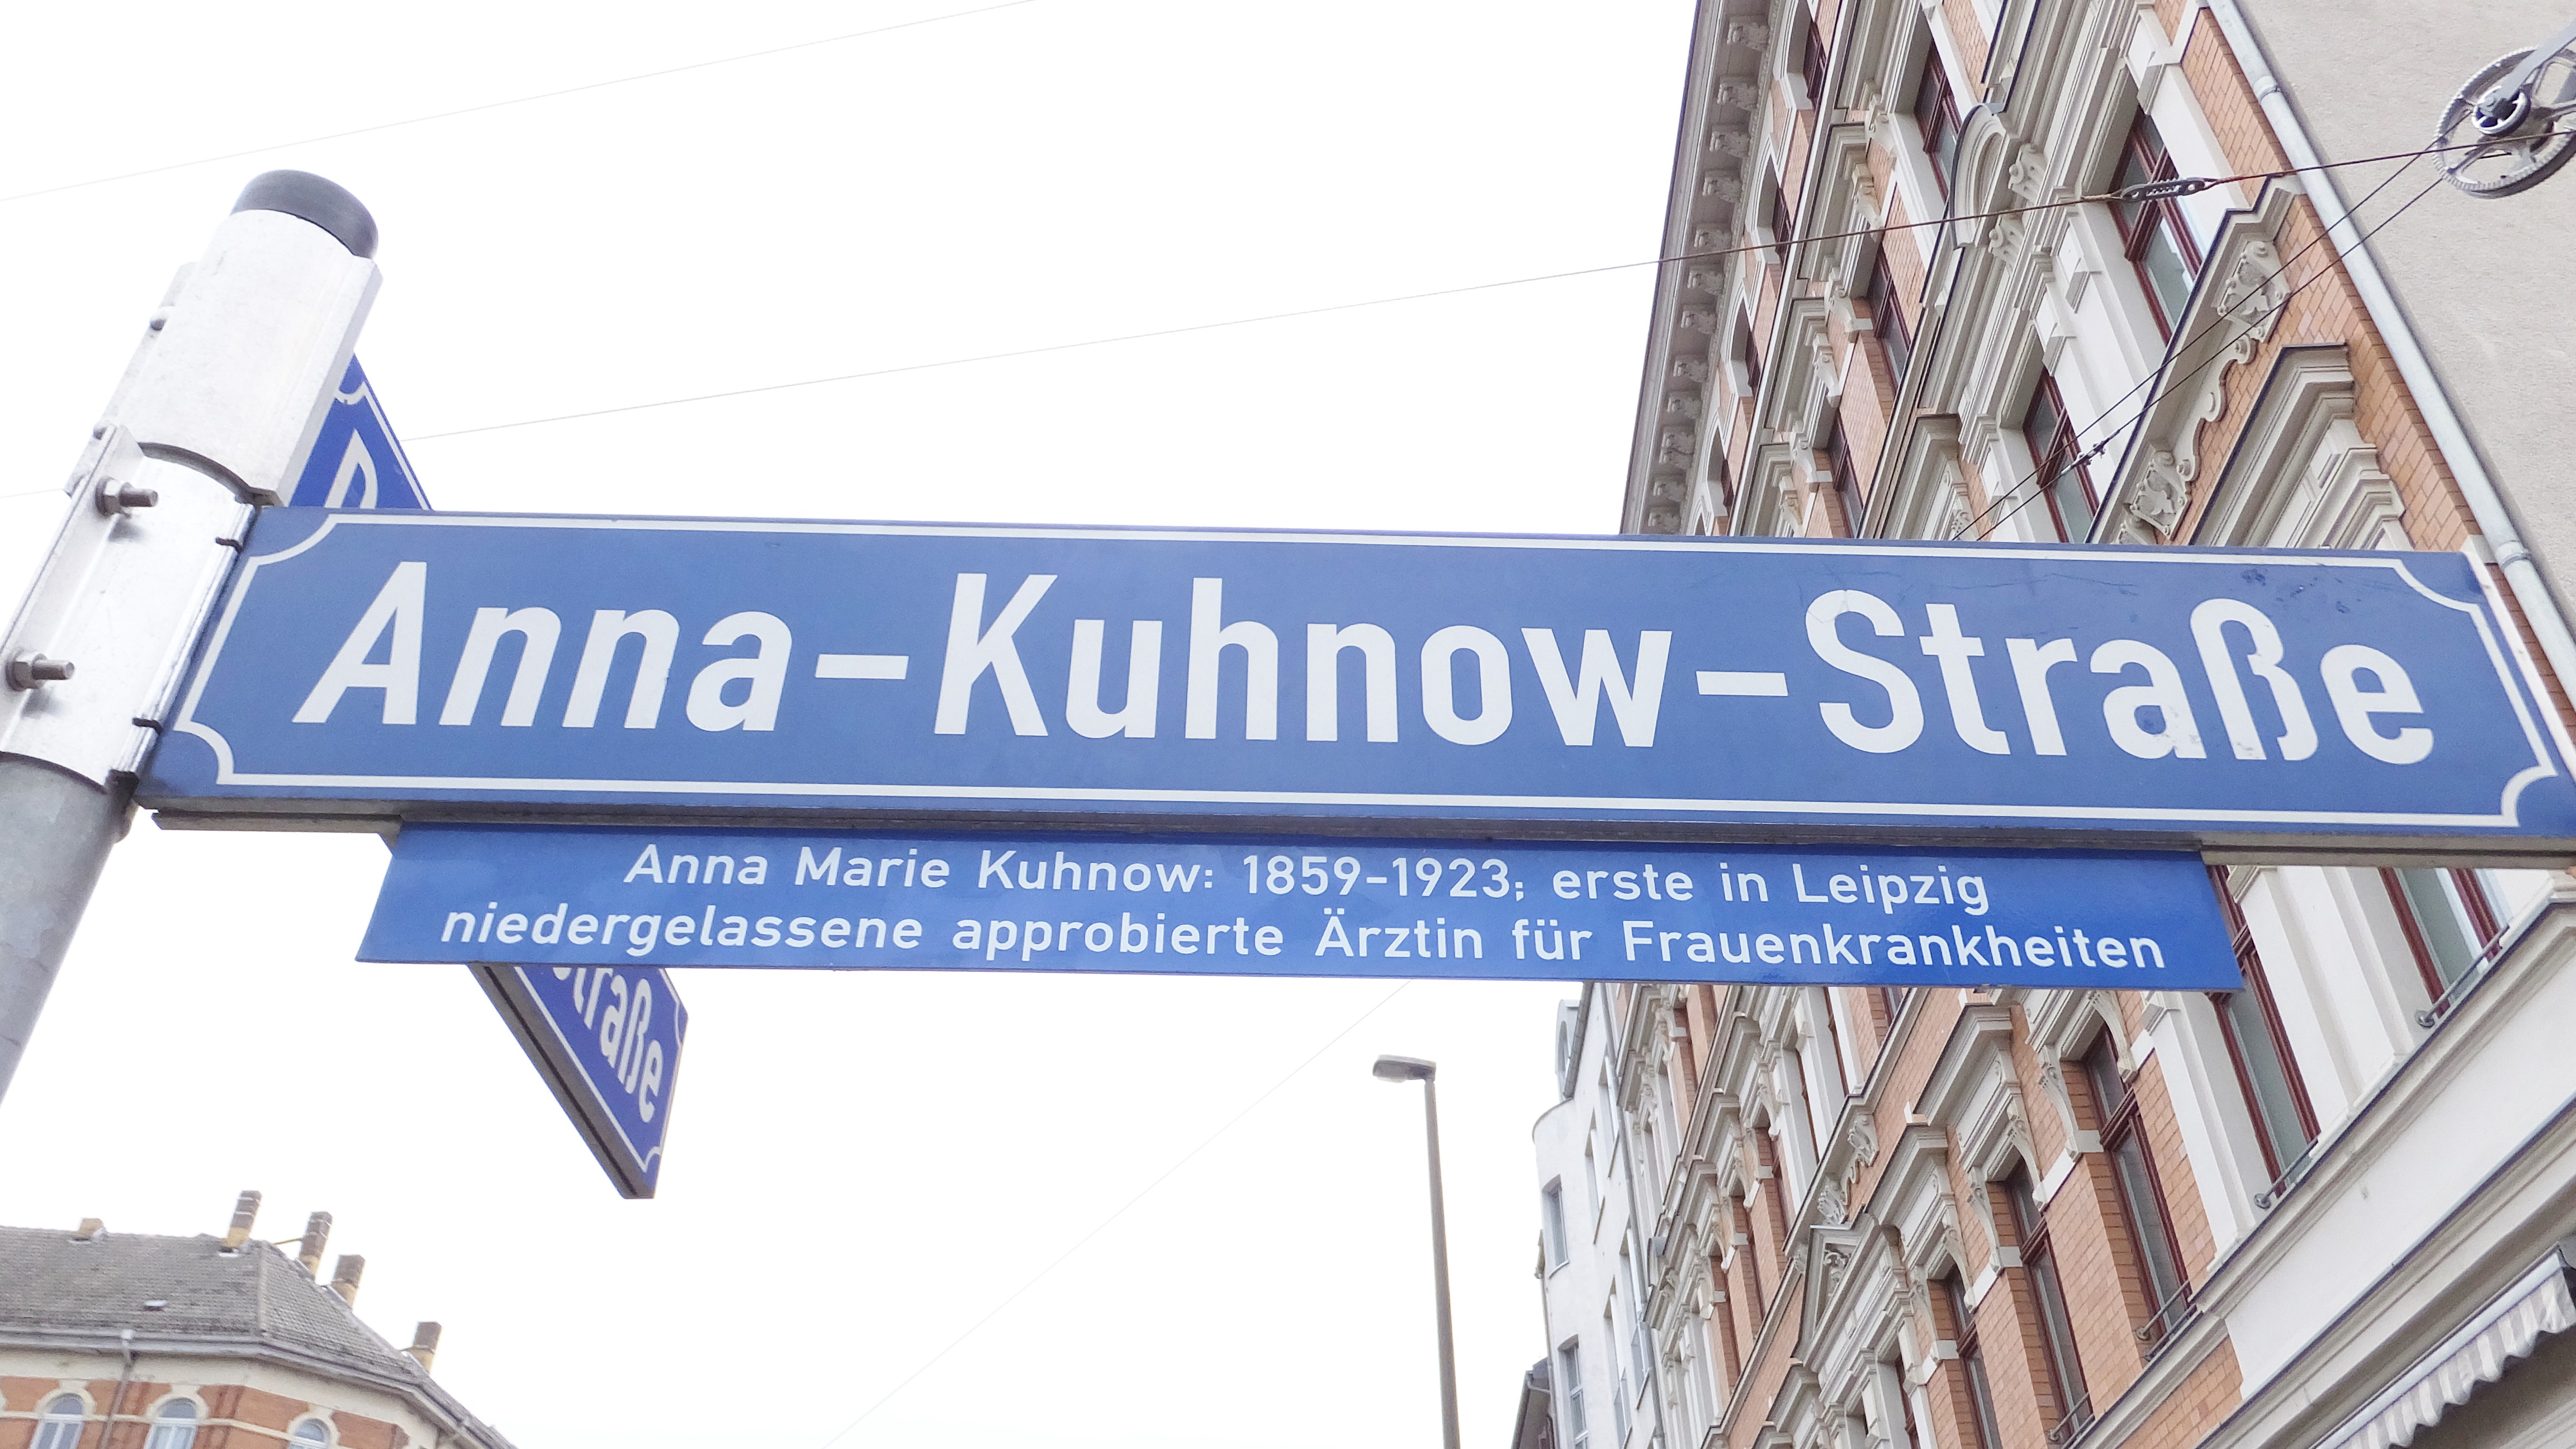 Anna-Kuhnow-Straße
Anna Marie Kuhnow: 1859-1923; erste in Leipzig
niedergelassene approbierte Ärztin für Frauenkrankheiten